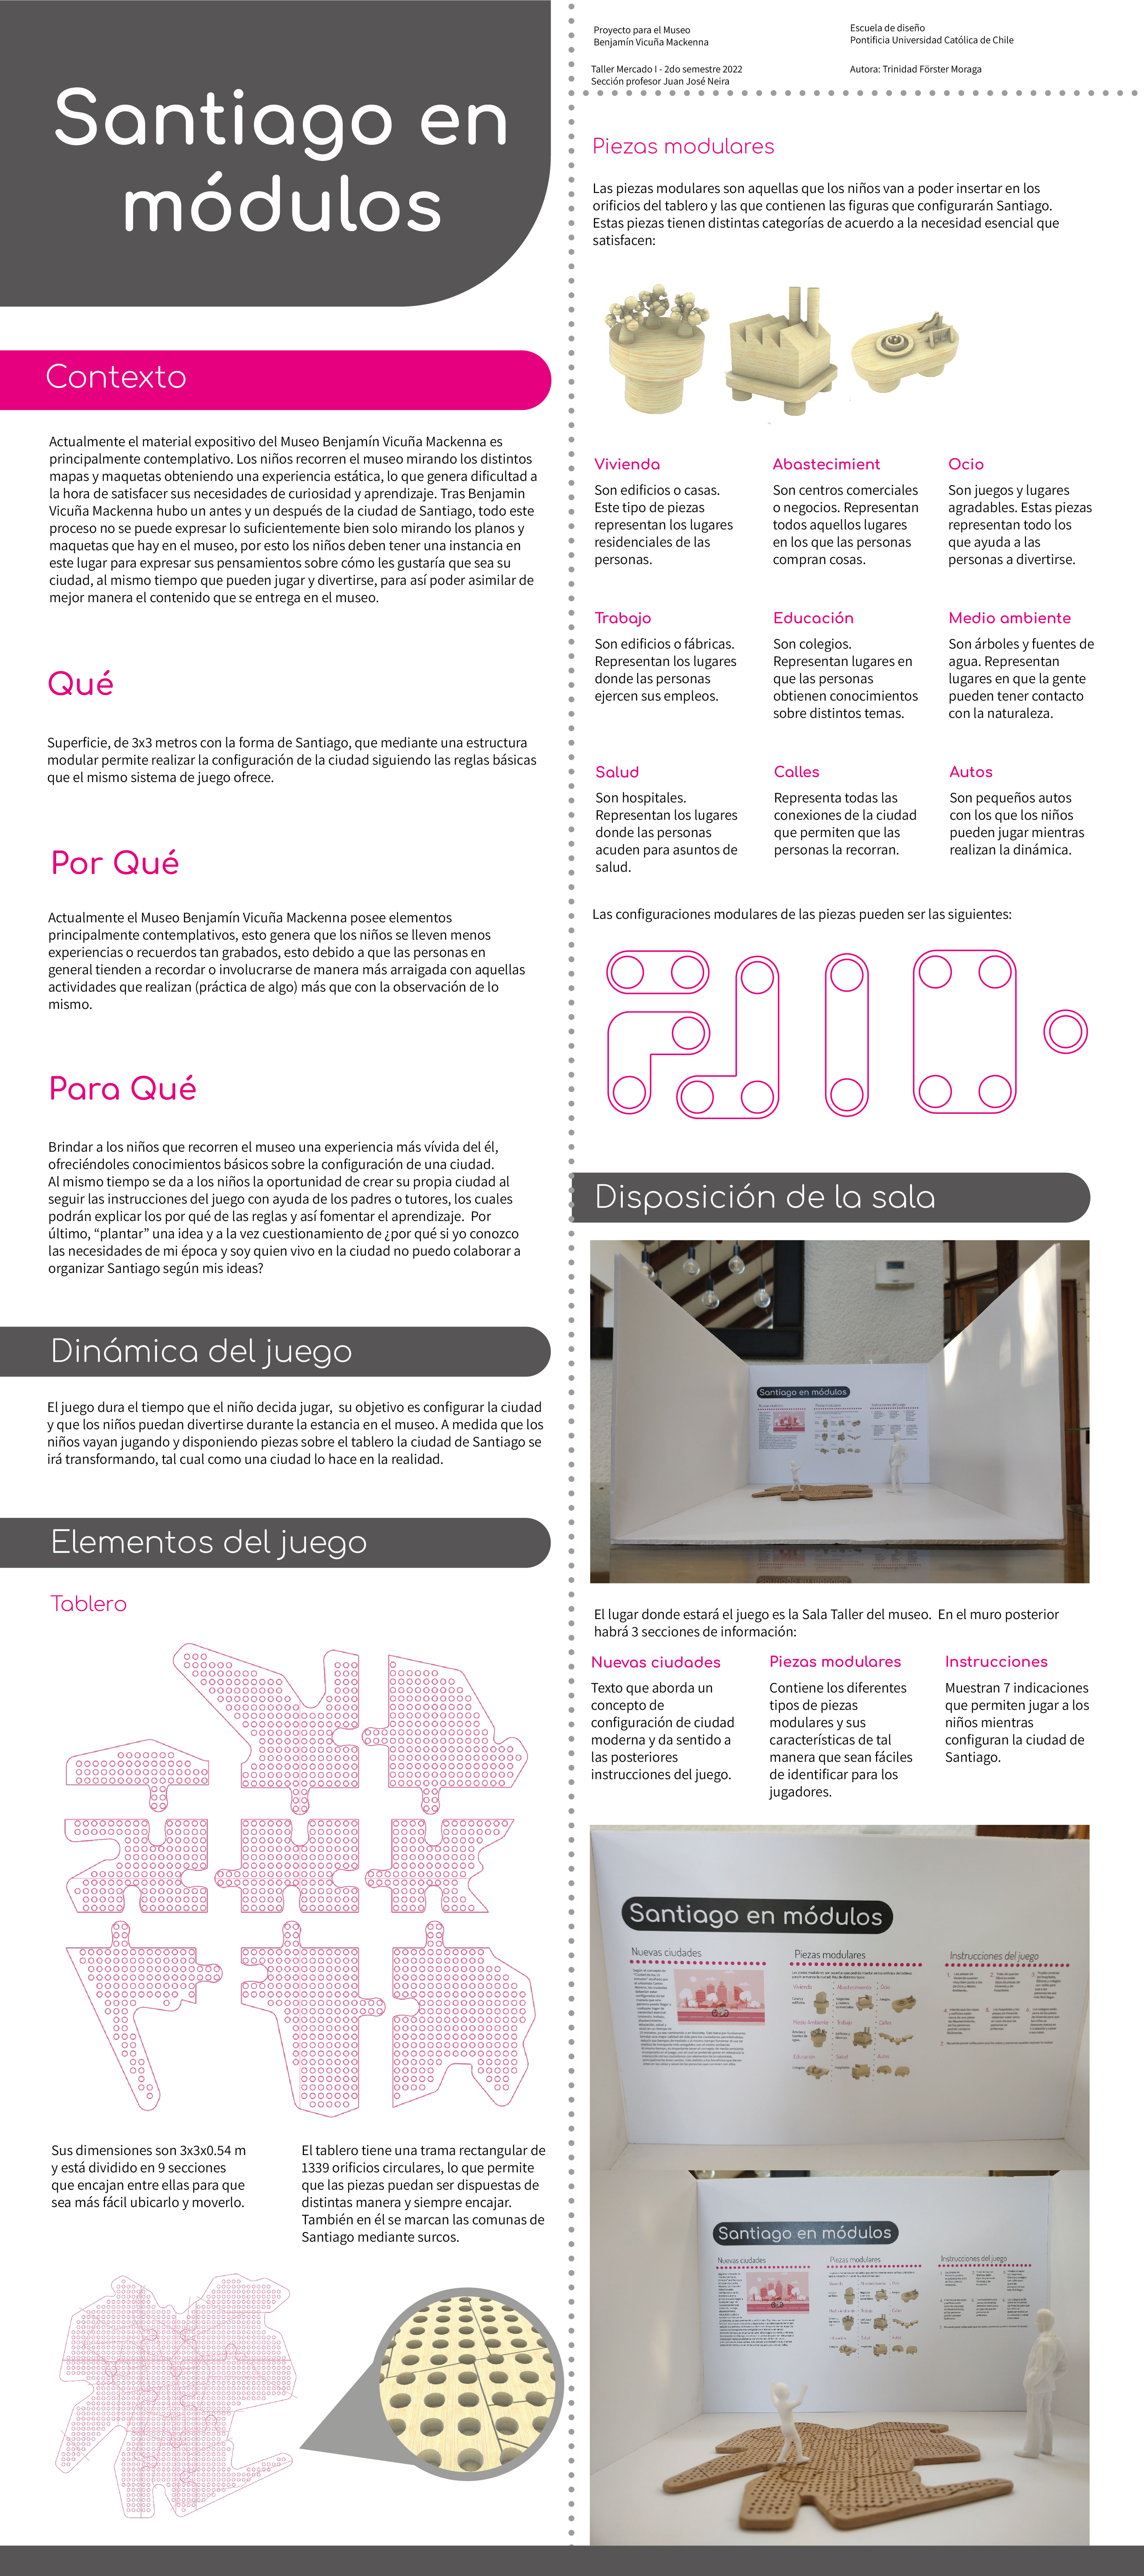 Santiago en
módulos
Contexto
Actualmente el material expositivo del Museo Benjamín Vicuña Mackenna es
principalmente contemplativo. Los niños recorren el museo mirando los distintos
mapas y maquetas obteniendo una experiencia estática, lo que genera dificultad a
la hora de satisfacer sus necesidades de curiosidad y aprendizaje. Tras Benjamin
Vicuña Mackenna hubo un antes y un después de la ciudad de Santiago, todo este
proceso no se puede expresar lo suficientemente bien solo mirando los planos y
maquetas que hay en el museo, por esto los niños deben tener una instancia en
este lugar para expresar sus pensamientos sobre cómo les gustaría que sea su
ciudad, al mismo tiempo que pueden jugar y divertirse, para así poder asimilar de
mejor manera el contenido que se entrega en el museo.
Qué
Superficie, de 3x3 metros con la forma de Santiago, que mediante una estructura
modular permite realizar la configuración de la ciudad siguiendo las reglas básicas
que el mismo sistema de juego ofrece.
Por Qué
Actualmente el Museo Benjamín Vicuña Mackenna posee elementos
principalmente contemplativos, esto genera que los niños se lleven menos
experiencias o recuerdos tan grabados, esto debido a que las personas en
general tienden a recordar o involucrarse de manera más arraigada con aquellas
actividades que realizan (práctica de algo) más que con la observación de lo
mismo.
Para Qué
Brindar a los niños que recorren el museo una experiencia más vívida del él,
ofreciéndoles conocimientos básicos sobre la configuración de una ciudad.
Al mismo tiempo se da a los niños la oportunidad de crear su propia ciudad al
seguir las instrucciones del juego con ayuda de los padres o tutores, los cuales
podrán explicar los por qué de las reglas y así fomentar el aprendizaje. Por
último, “plantar” una idea y a la vez cuestionamiento de ¿por qué si yo conozco
las necesidades de mi época y soy quien vivo en la ciudad no puedo colaborar a
organizar Santiago según mis ideas?
Dinámica del juego
El juego dura el tiempo que el niño decida jugar, su objetivo es configurar la ciudad
y que los niños puedan divertirse durante la estancia en el museo. A medida que los
niños vayan jugando y disponiendo piezas sobre el tablero la ciudad de Santiago se
irá transformando, tal cual como una ciudad lo hace en la realidad.
Elementos del juego
Tablero
Sus dimensiones son 3x3x0.54 m
y está dividido en 9 secciones
que encajan entre ellas para que
sea más fácil ubicarlo y moverlo.
El tablero tiene una trama rectangular de
1339 orificios circulares, lo que permite
que las piezas puedan ser dispuestas de
distintas manera y siempre encajar.
También en él se marcan las comunas de
Santiago mediante surcos.
Proyecto para el Museo
Benjamín Vicuña Mackenna
Taller Mercado I - 2do semestre 2022
Sección profesor Juan José Neira
Escuela de diseño
Pontificia Universidad Católica de Chile
Autora: Trinidad Förster Moraga
Piezas modulares
Las piezas modulares son aquellas que los niños van a poder insertar en los
orificios del tablero y las que contienen las figuras que configurarán Santiago.
Estas piezas tienen distintas categorías de acuerdo a la necesidad esencial que
satisfacen:
Vivienda
Son edificios o casas.
Este tipo de piezas
representan los lugares
residenciales de las
personas.
Abastecimient
Son centros comerciales
o negocios. Representan
todos aquellos lugares
en los que las personas
compran cosas.
Ocio
Son juegos y lugares
agradables. Estas piezas
representan todo los
que ayuda a las
personas a divertirse.
Trabajo
Son edificios o fábricas.
Representan los lugares
donde las personas
ejercen sus empleos.
Educación
Son colegios.
Representan lugares en
que las personas
obtienen conocimientos
sobre distintos temas.
Medio ambiente
Son árboles y fuentes de
agua. Representan
lugares en que la gente
pueden tener contacto
con la naturaleza.
Salud
Son hospitales.
Representan los lugares
donde las personas
acuden para asuntos de
salud.
Calles
Representa todas las
conexiones de la ciudad
que permiten que las
personas la recorran.
Autos
Son pequeños autos
con los que los niños
pueden jugar mientras
realizan la dinámica.
Las configuraciones modulares de las piezas pueden ser las siguientes:
Disposición de la sala
Santiago en módulos
El lugar donde estará el juego es la Sala Taller del museo. En el muro posterior
habrá 3 secciones de información:
Nuevas ciudades
Texto que aborda un
concepto de
configuración de ciudad
moderna y da sentido a
las posteriores
instrucciones del juego.
Piezas modulares
Contiene los diferentes
tipos de piezas
modulares y sus
características de tal
manera que sean fáciles
de identificar para los
jugadores.
Instrucciones
Muestran 7 indicaciones
que permiten jugar a los
niños mientras
configuran la ciudad de
Santiago.
Santiago en módulos
Nuevas ciudades
Piezas modulares
Instrucciones del juego
Vivienda
Abastecimiento
Ocio
Medio Ambiente
Trabajo
Calles
Educación
Salud
Autos
Santiago en módulos
Nuevas ciudades
Piezas modulares
Instrucciones del juego